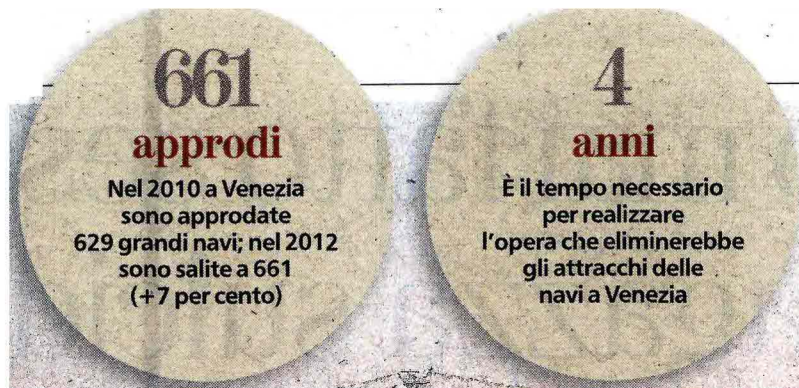 661
approdi
Nel 2010 a Venezia
sono approdate
629 grandi navi; nel 2012
sono salite a 661
(+7 per cento)
4
anni
È il tempo necessario
per realizzare
l'opera che eliminerebbe
gli attracchi delle
navi a Venezia